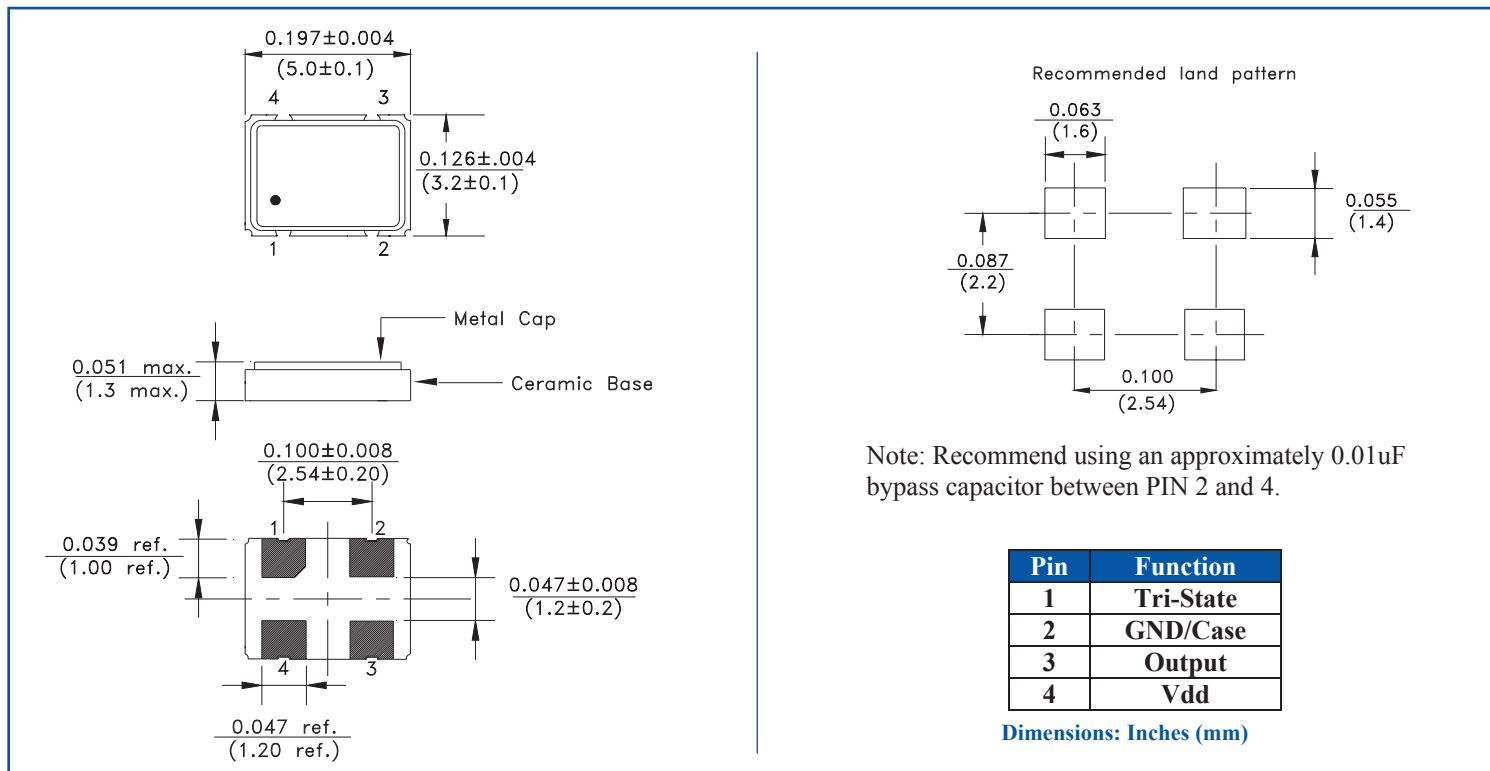 0.197±0.004
(5.0±0.1)
4
3
0.126±.004
(3.2±0.1)
1
2
Metal Cap
0.051 max.
(1.3 max.)
Ceramic Base
0.100±0.008
(2.54±0.20)
1
2
0.039 ref.
(1.00 ref.)
0.047±0.008
(1.2±0.2)
4
3
0.047 ref.
(1.20 ref.)
Recommended land pattern
0.063
(1.6)
0.055
(1.4)
0.087
(2.2)
0.100
(2.54)
Note: Recommend using an approximately 0.01uF
bypass capacitor between PIN 2 and 4.
Pin Function
1 Tri-State
2 GND/Case
3 Output
4 Vdd
Dimensions: Inches (mm)